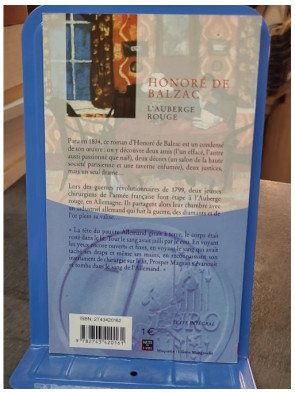 HONORÉ DE
BALZAC
L'AUBERGE
ROUGE
Paru en 1834, ce roman d'Honoré de Balzac est un condensé
de son œuvre : on y découvre deux amis (l'un effacé, l'autre
aussi passionné que naïf), deux décors (un salon de la haute
société parisienne et une taverne enfumée), deux justices,
mais un seul drame...
Lors des guerres révolutionnaires de 1799, deux jeunes
chirurgiens de l'armée française font étape à l'Auberge
rouge, en Allemagne. Ils partagent alors leur chambre avec
un industriel allemand qui fuit la guerre, des diamants et de
l'or plein sa valise...
« La tête du pauvre Allemand gisait à terre, le corps était
resté dans le lit. Tout le sang avait jailli par le cou. En voyant
les yeux encore ouverts et fixes, en voyant le sang qui avait
taché ses draps et même ses mains, en reconnaissant son
instrument de chirurgie sur le lit, Prosper Magnan s'évanouit
et tomba dans le sang de l'Allemand. »
TEXTE INTÉGRAL
ISBN: 2743420162
9 782743 420161
1€